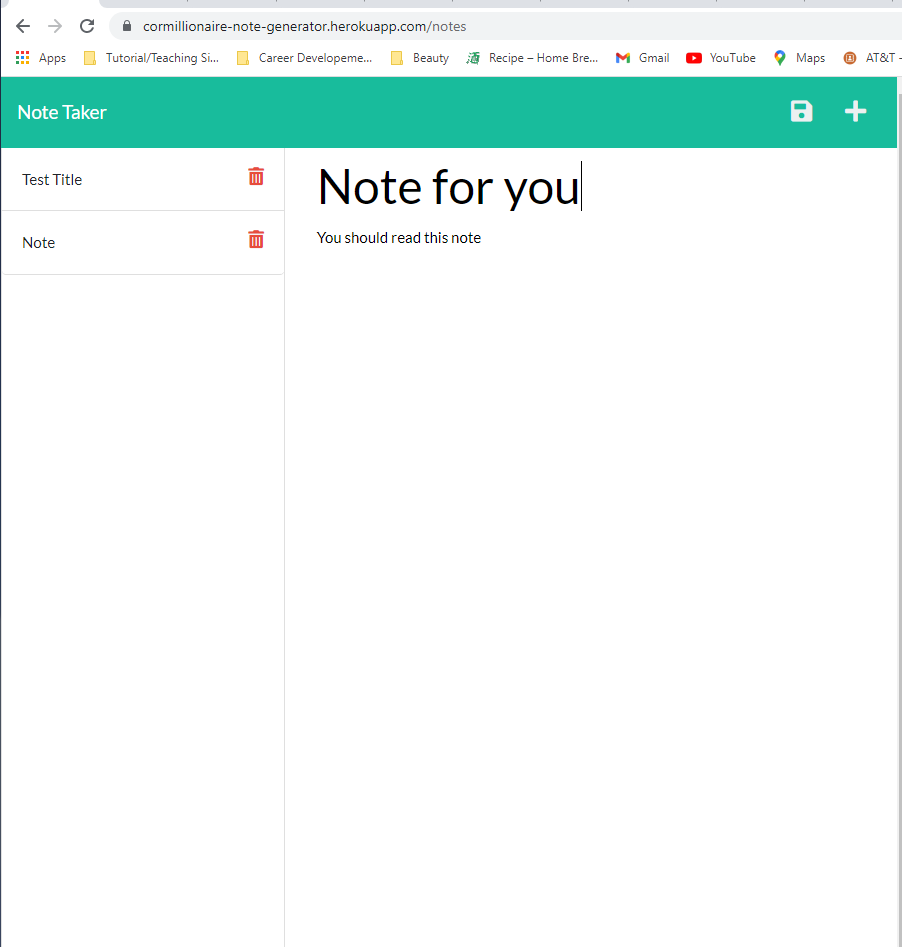 cormillionaire-note-generator.herokuapp.com/notes
Apps Tutorial/Teaching Si... Career Developeme... Beauty Recipe – Home Bre... Gmail YouTube Maps AT&T -
Note Taker
Test Title
Note
Note for you
You should read this note